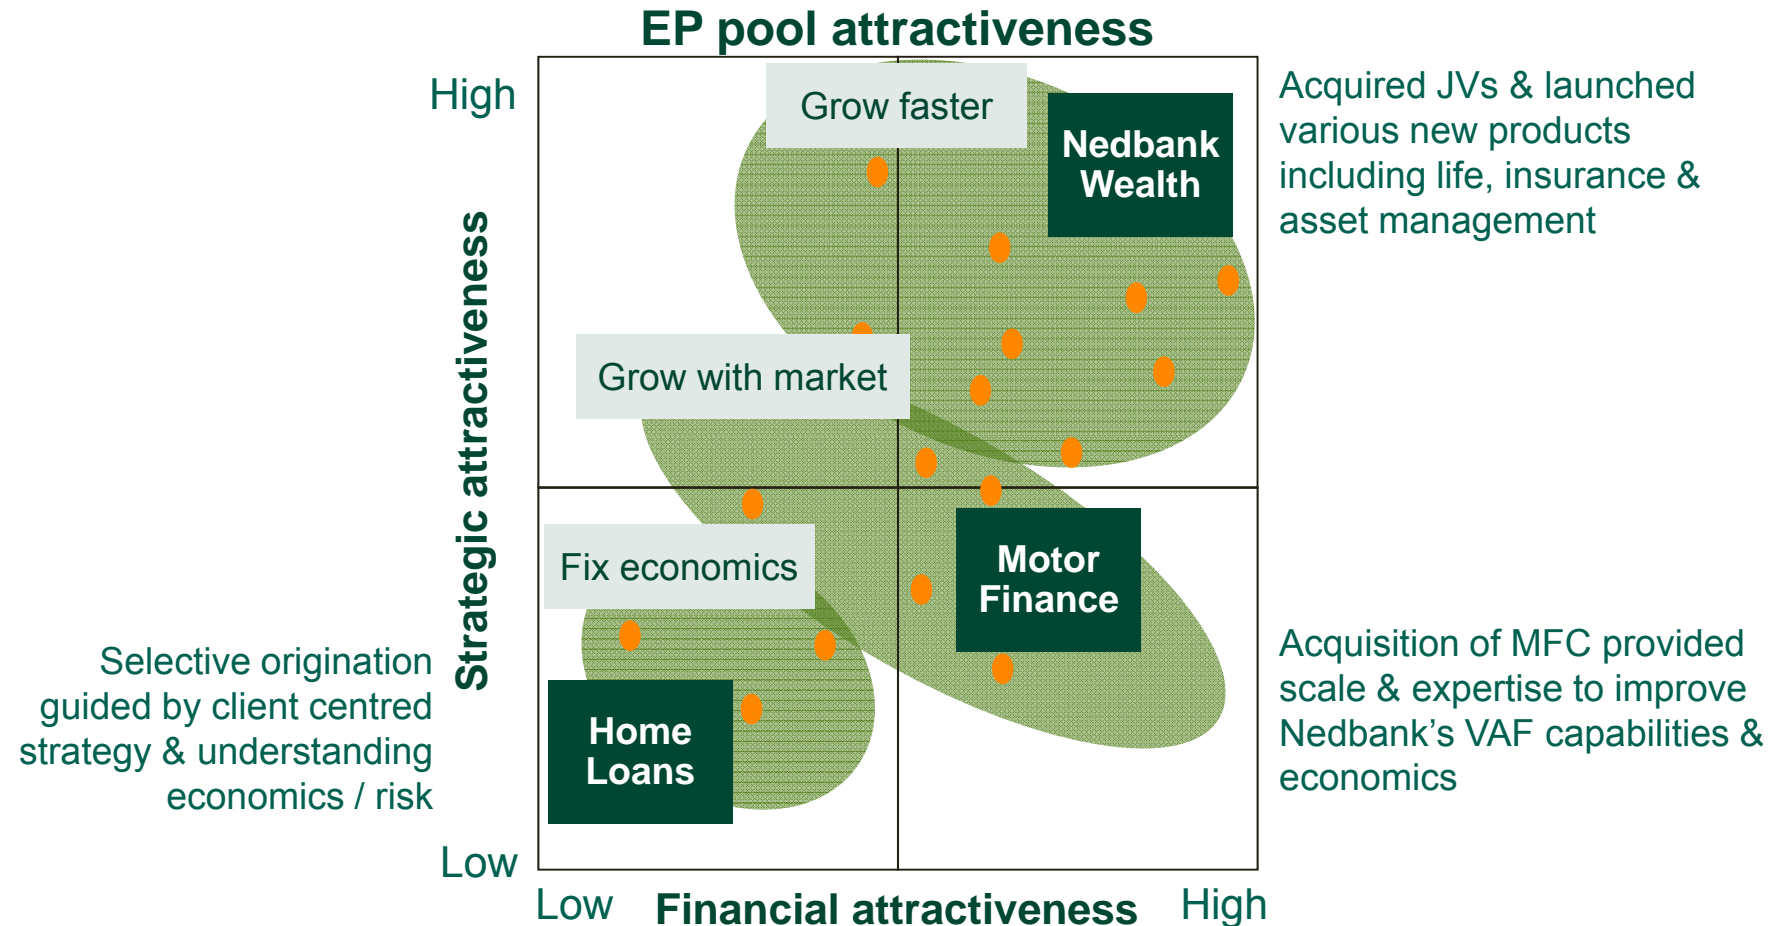 EP pool attractiveness
High
Grow faster
Nedbank
Wealth
Acquired JVs & launched
various new products
including life, insurance &
asset management
Strategic attractiveness
Grow with market
Fix economics
Motor
Finance
Selective origination
guided by client centred
strategy & understanding
economics / risk
Home
Loans
Acquisition of MFC provided
scale & expertise to improve
Nedbank’s VAF capabilities &
economics
Low
Low
Financial attractiveness
High